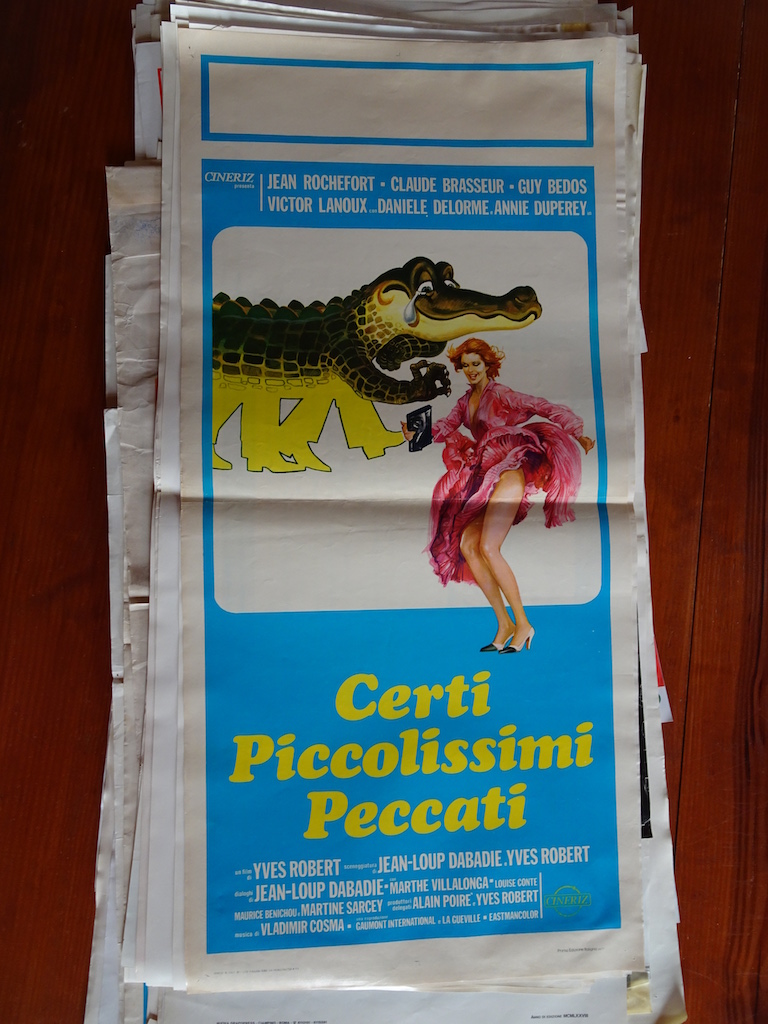 CINERIZ
presenta
JEAN ROCHEFORT • CLAUDE BRASSEUR • GUY BEDOS
VICTOR LANOUX DANIELE DELORME ANNIE DUPEREY
Certi
Piccolissimi
Peccati
un film di YVES ROBERT sceneggiatura di JEAN-LOUP DABADIE e YVES ROBERT
dialoghi di JEAN-LOUP DABADIE • con MARTHE VILLALONGA • LOUISE CONTE
MAURICE BENICHOU e MARTINE SARCEY produttori delegati ALAIN POIRE' e YVES ROBERT
musica di VLADIMIR COSMA GAUMONT INTERNATIONAL e LA GUEVILLE • EASTMANCOLOR
CINERIZ